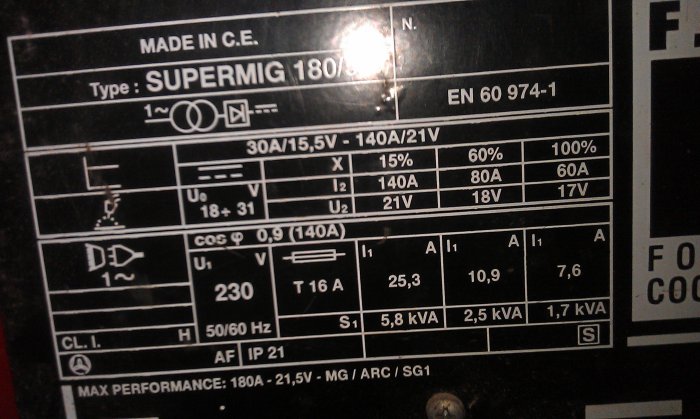 MADE IN C.E.
N.
Type : SUPERMIG 180/
1~
EN 60 974-1
30A/15,5V - 140A/21V
X 15% 60% 100%
U₀ V I₂ 140A 80A 60A
18÷31 U₂ 21V 18V 17V
cos φ 0,9 (140A)
U₁ V I₁ A I₁ A I₁ A
1~ 230 T 16 A 25,3 10,9 7,6
50/60 Hz S₁ 5,8 kVA 2,5 kVA 1,7 kVA
CL. I. H
AF IP 21 S
MAX PERFORMANCE: 180A - 21,5V - MG / ARC / SG1
F.
FO
COO